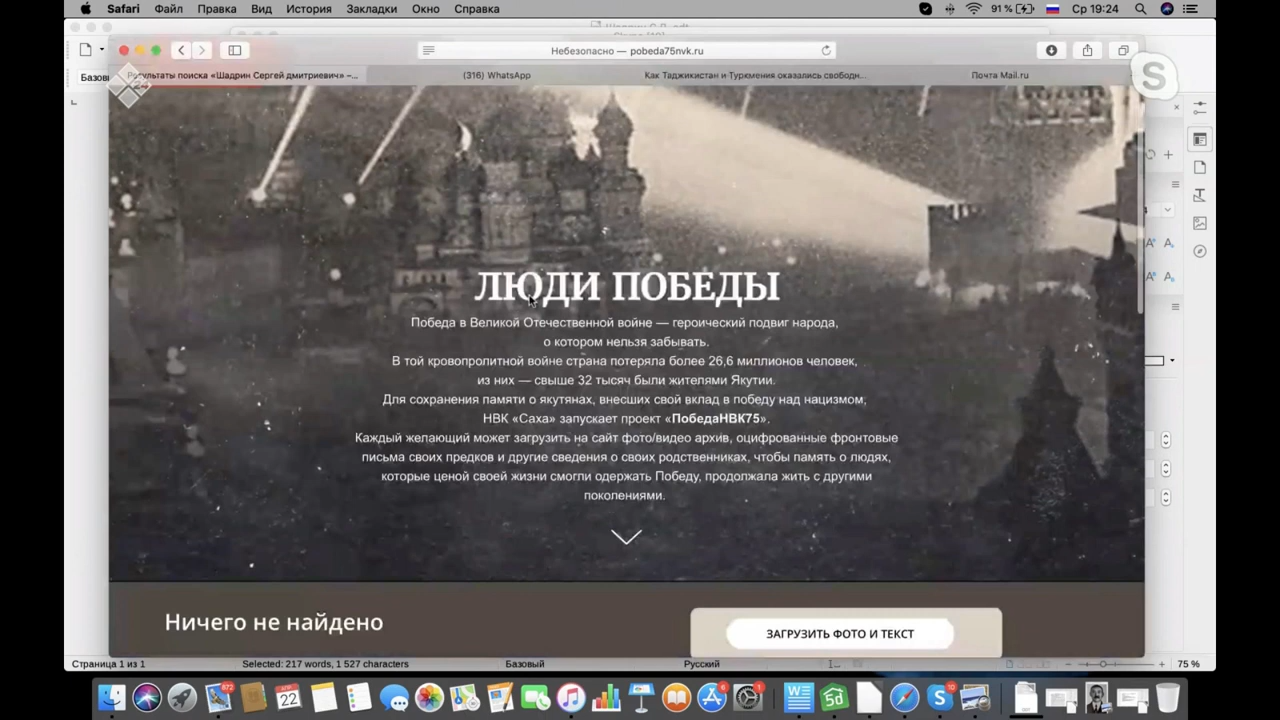 Safari Файл Правка Вид История Закладки Окно Справка 91 % Ср 19:24
Небезопасно — pobeda75nvk.ru
Базовы
Результаты поиска «Шадрин Сергей дмитриевич» –...
(316) WhatsApp
Как Таджикистан и Туркмения оказались свободн...
Почта Mail.ru
S
ЛЮДИ ПОБЕДЫ
Победа в Великой Отечественной войне — героический подвиг народа,
о котором нельзя забывать.
В той кровопролитной войне страна потеряла более 26,6 миллионов человек,
из них — свыше 32 тысяч были жителями Якутии.
Для сохранения памяти о якутянах, внесших свой вклад в победу над нацизмом,
НВК «Саха» запускает проект «ПобедаНВК75».
Каждый желающий может загрузить на сайт фото/видео архив, оцифрованные фронтовые
письма своих предков и другие сведения о своих родственниках, чтобы память о людях,
которые ценой своей жизни смогли одержать Победу, продолжала жить с другими
поколениями.
Ничего не найдено
ЗАГРУЗИТЬ ФОТО И ТЕКСТ
Страница 1 из 1 Selected: 217 words, 1 527 characters Базовый Русский 75 %
872
22